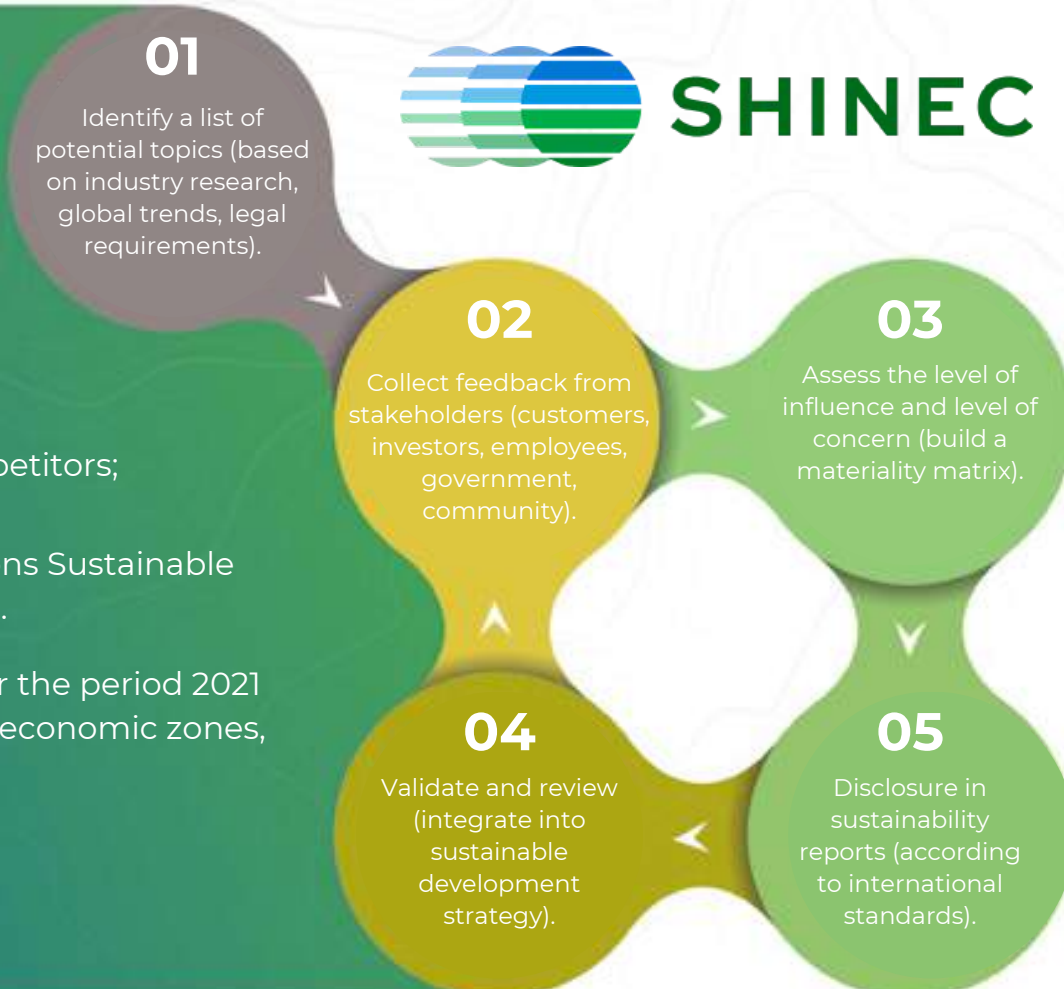 01
Identify a list of
potential topics (based
on industry research,
global trends, legal
requirements).
SHINEC
02
Collect feedback from
stakeholders (customers,
investors, employees,
government,
community).
03
Assess the level of
influence and level of
concern (build a
materiality matrix).
petitors;
ns Sustainable
.
r the period 2021
economic zones,
04
Validate and review
(integrate into
sustainable
development
strategy).
05
Disclosure in
sustainability
reports (according
to international
standards).